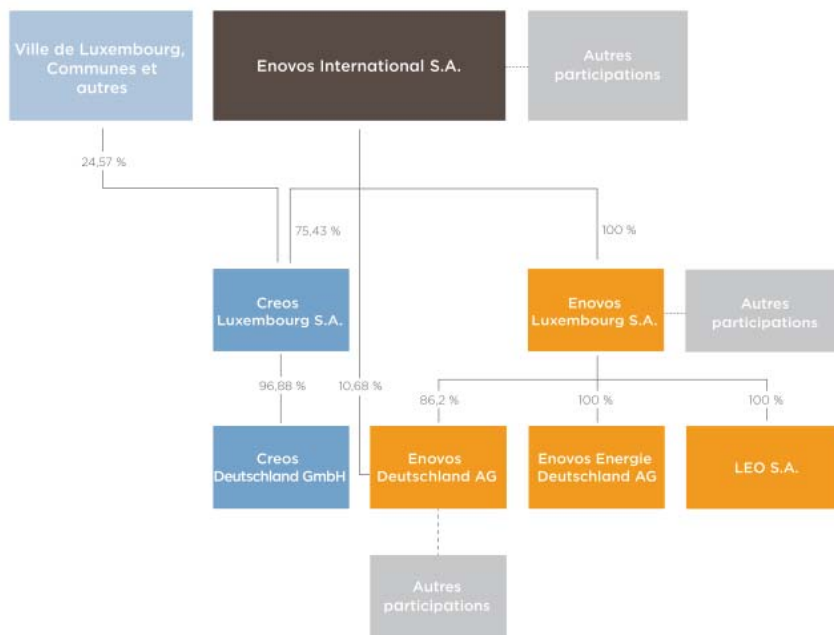 Ville de Luxembourg,
Communes et
autres
Enovos International S.A.
Autres
participations
24,57 %
75,43 %
100 %
Creos
Luxembourg S.A.
Enovos
Luxembourg S.A.
Autres
participations
96,88 %
10,68 %
86,2 %
100 %
100 %
Creos
Deutschland GmbH
Enovos
Deutschland AG
Enovos Energie
Deutschland AG
LEO S.A.
Autres
participations